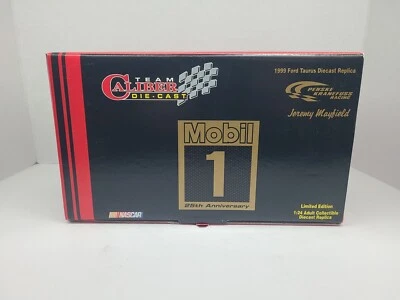 TEAM
CALIBER
DIE-CAST
1999 Ford Taurus Diecast Replica
PENSKE
KRANEFUSS
RACING
Jeremy Mayfield
Mobil
1
25th Anniversary
NASCAR
Limited Edition
1:24 Adult Collectible
Diecast Replica